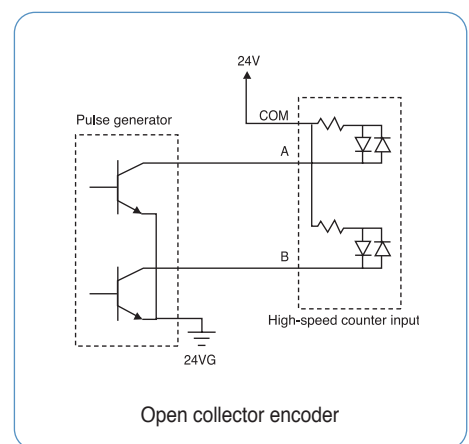 24V
Pulse generator
COM
A
B
High-speed counter input
24VG
Open collector encoder